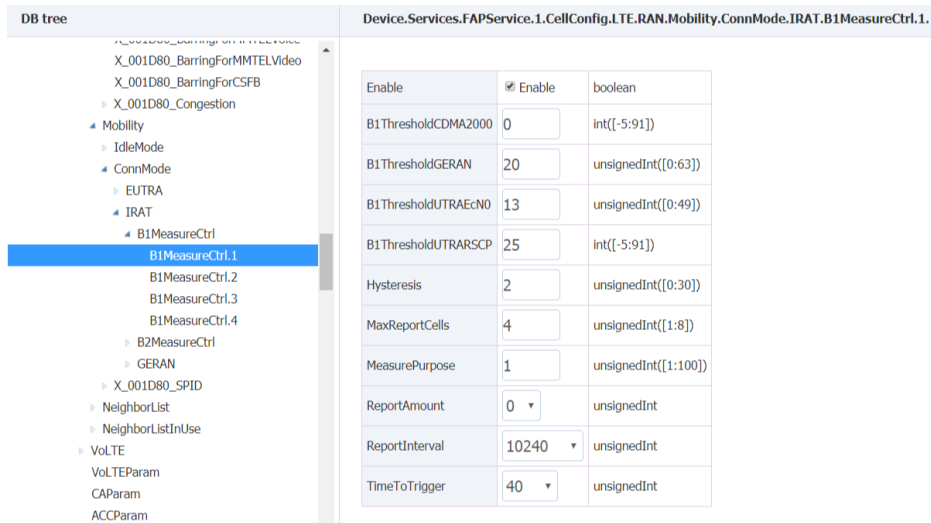 DB tree
Device.Services.FAPService.1.CellConfig.LTE.RAN.Mobility.ConnMode.IRAT.B1MeasureCtrl.1.
X_001D80_BarringForMMTELVideo
X_001D80_BarringForCSFB
X_001D80_Congestion
Mobility
IdleMode
ConnMode
EUTRA
IRAT
B1MeasureCtrl
B1MeasureCtrl.1
B1MeasureCtrl.2
B1MeasureCtrl.3
B1MeasureCtrl.4
B2MeasureCtrl
GERAN
X_001D80_SPID
NeighborList
NeighborListInUse
VoLTE
VoLTEParam
CAParam
ACCParam
Enable Enable boolean
B1ThresholdCDMA2000 0 int([-5:91])
B1ThresholdGERAN 20 unsignedInt([0:63])
B1ThresholdUTRAEcN0 13 unsignedInt([0:49])
B1ThresholdUTRARSCP 25 int([-5:91])
Hysteresis 2 unsignedInt([0:30])
MaxReportCells 4 unsignedInt([1:8])
MeasurePurpose 1 unsignedInt([1:100])
ReportAmount 0 unsignedInt
ReportInterval 10240 unsignedInt
TimeToTrigger 40 unsignedInt